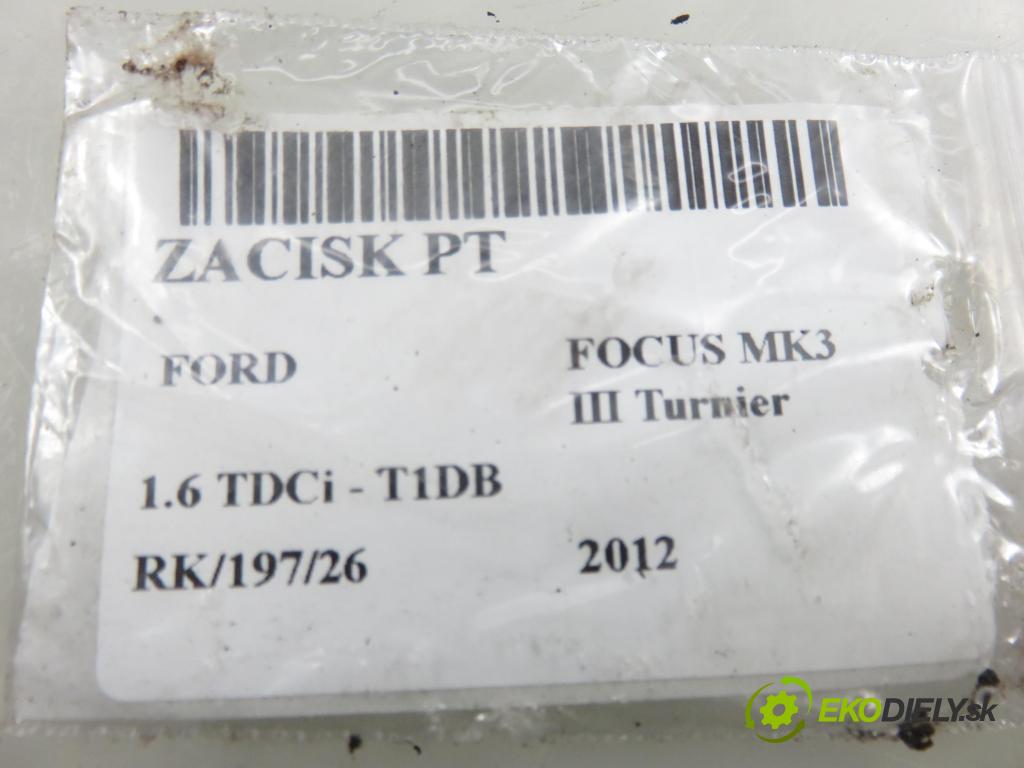 ZACISK PT
FORD
FOCUS MK3
III Turnier
1.6 TDCi - T1DB
RK/197/26
2012
EKODIELY.sk